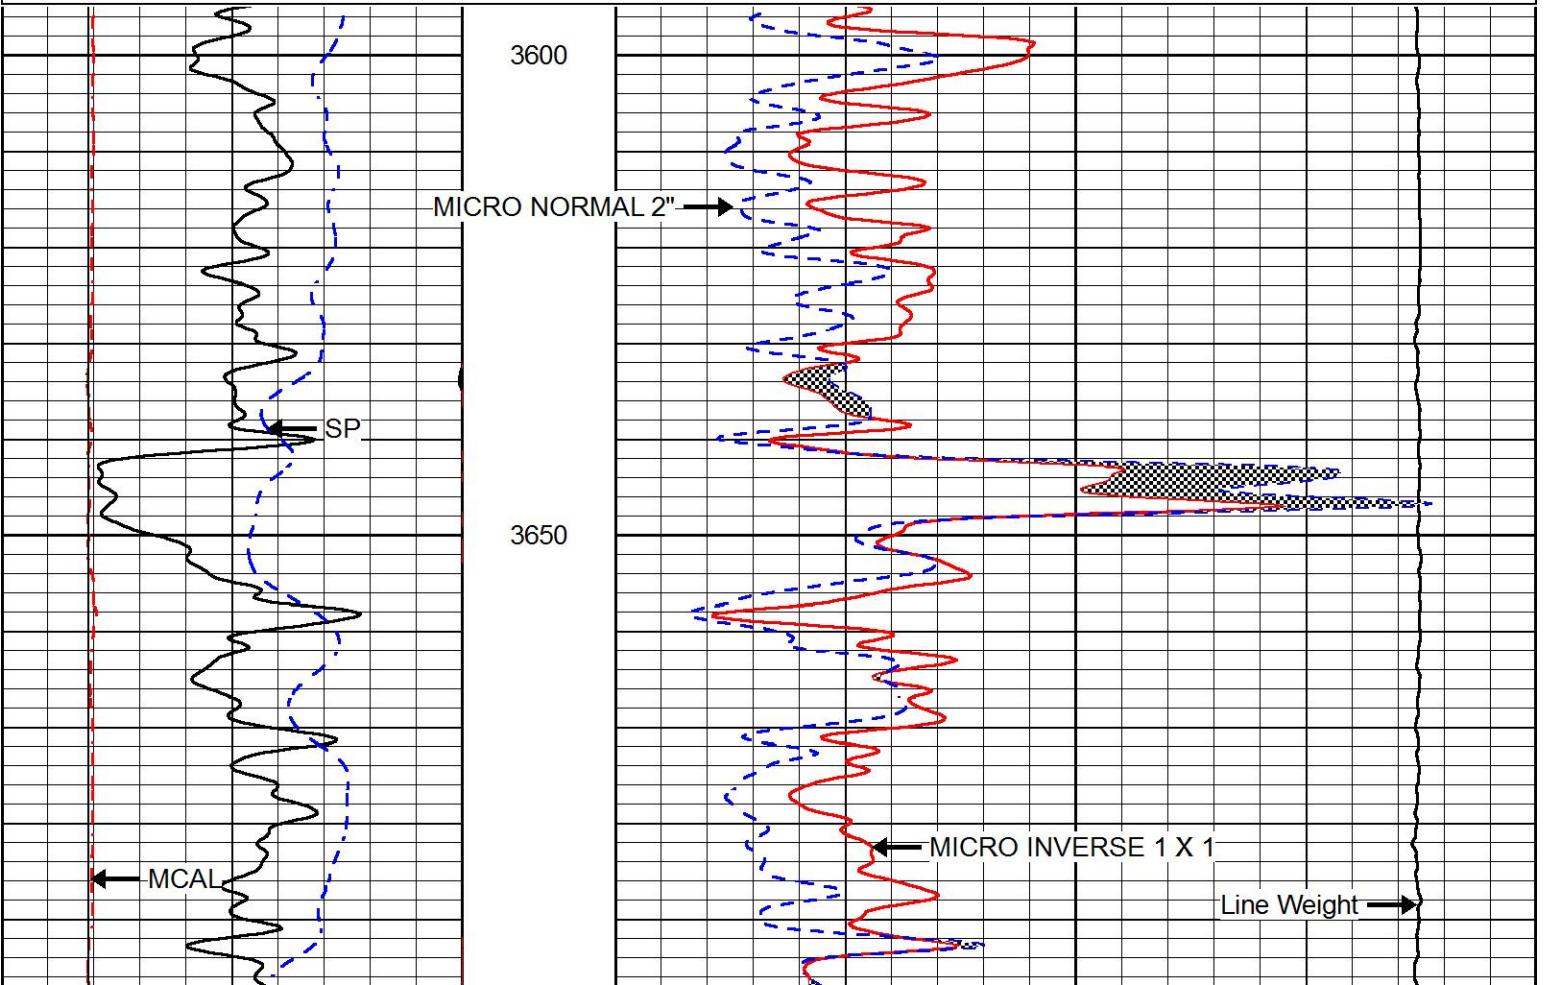 3600
MICRO NORMAL 2"
SP
3650
MICRO INVERSE 1 X 1
MCAL
Line Weight